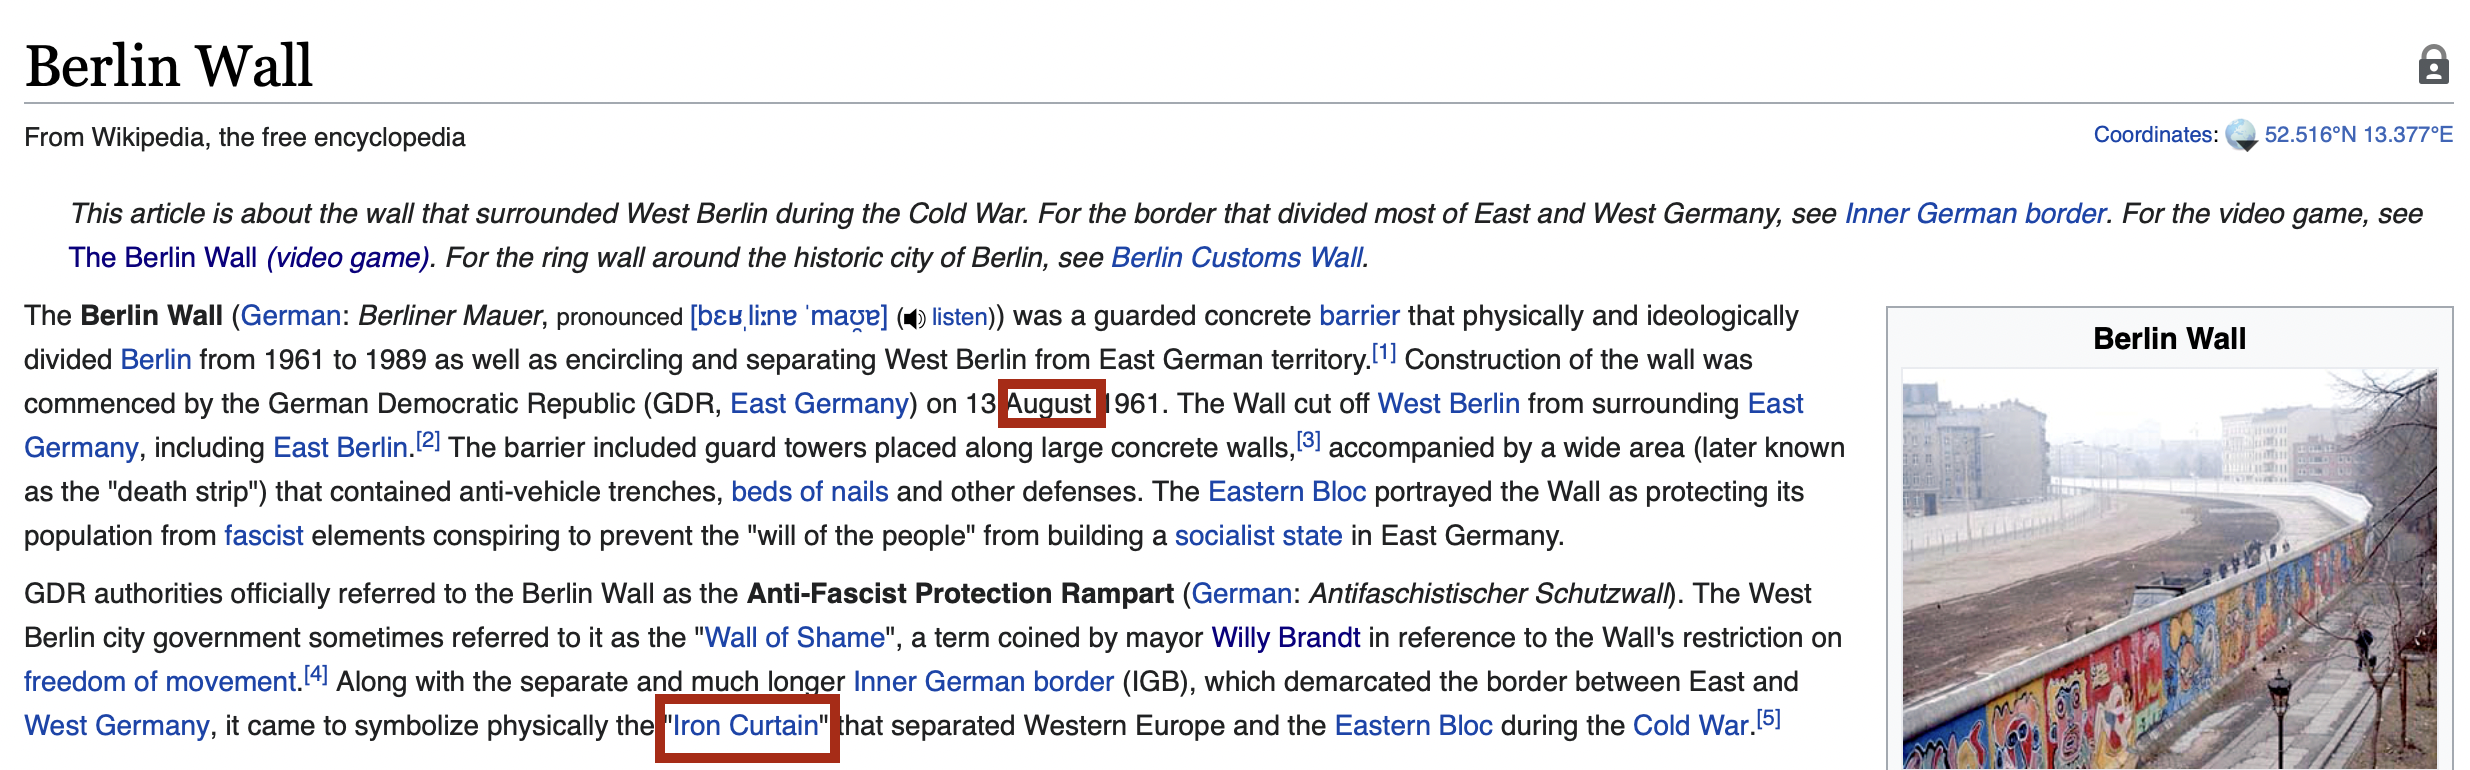 Berlin Wall
From Wikipedia, the free encyclopedia
Coordinates: 52.516°N 13.377°E
This article is about the wall that surrounded West Berlin during the Cold War. For the border that divided most of East and West Germany, see Inner German border. For the video game, see
The Berlin Wall (video game). For the ring wall around the historic city of Berlin, see Berlin Customs Wall.
The Berlin Wall (German: Berliner Mauer, pronounced [bɛʁˌliːnɐ ˈmaʊ̯ɐ] (listen)) was a guarded concrete barrier that physically and ideologically
divided Berlin from 1961 to 1989 as well as encircling and separating West Berlin from East German territory.[1] Construction of the wall was
commenced by the German Democratic Republic (GDR, East Germany) on 13 August 1961. The Wall cut off West Berlin from surrounding East
Germany, including East Berlin.[2] The barrier included guard towers placed along large concrete walls,[3] accompanied by a wide area (later known
as the "death strip") that contained anti-vehicle trenches, beds of nails and other defenses. The Eastern Bloc portrayed the Wall as protecting its
population from fascist elements conspiring to prevent the "will of the people" from building a socialist state in East Germany.
GDR authorities officially referred to the Berlin Wall as the Anti-Fascist Protection Rampart (German: Antifaschistischer Schutzwall). The West
Berlin city government sometimes referred to it as the "Wall of Shame", a term coined by mayor Willy Brandt in reference to the Wall's restriction on
freedom of movement.[4] Along with the separate and much longer Inner German border (IGB), which demarcated the border between East and
West Germany, it came to symbolize physically the "Iron Curtain" that separated Western Europe and the Eastern Bloc during the Cold War.[5]
Berlin Wall